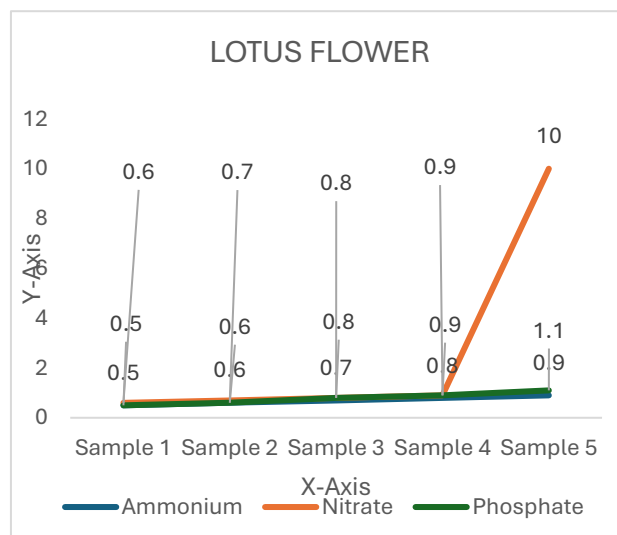 LOTUS FLOWER
12
10
8
6
4
2
0
Y-Axis
0.6 0.7 0.8 0.9 10
0.5 0.6 0.8 0.9 1.1
0.5 0.6 0.7 0.8 0.9
Sample 1 Sample 2 Sample 3 Sample 4 Sample 5
X-Axis
Ammonium Nitrate Phosphate